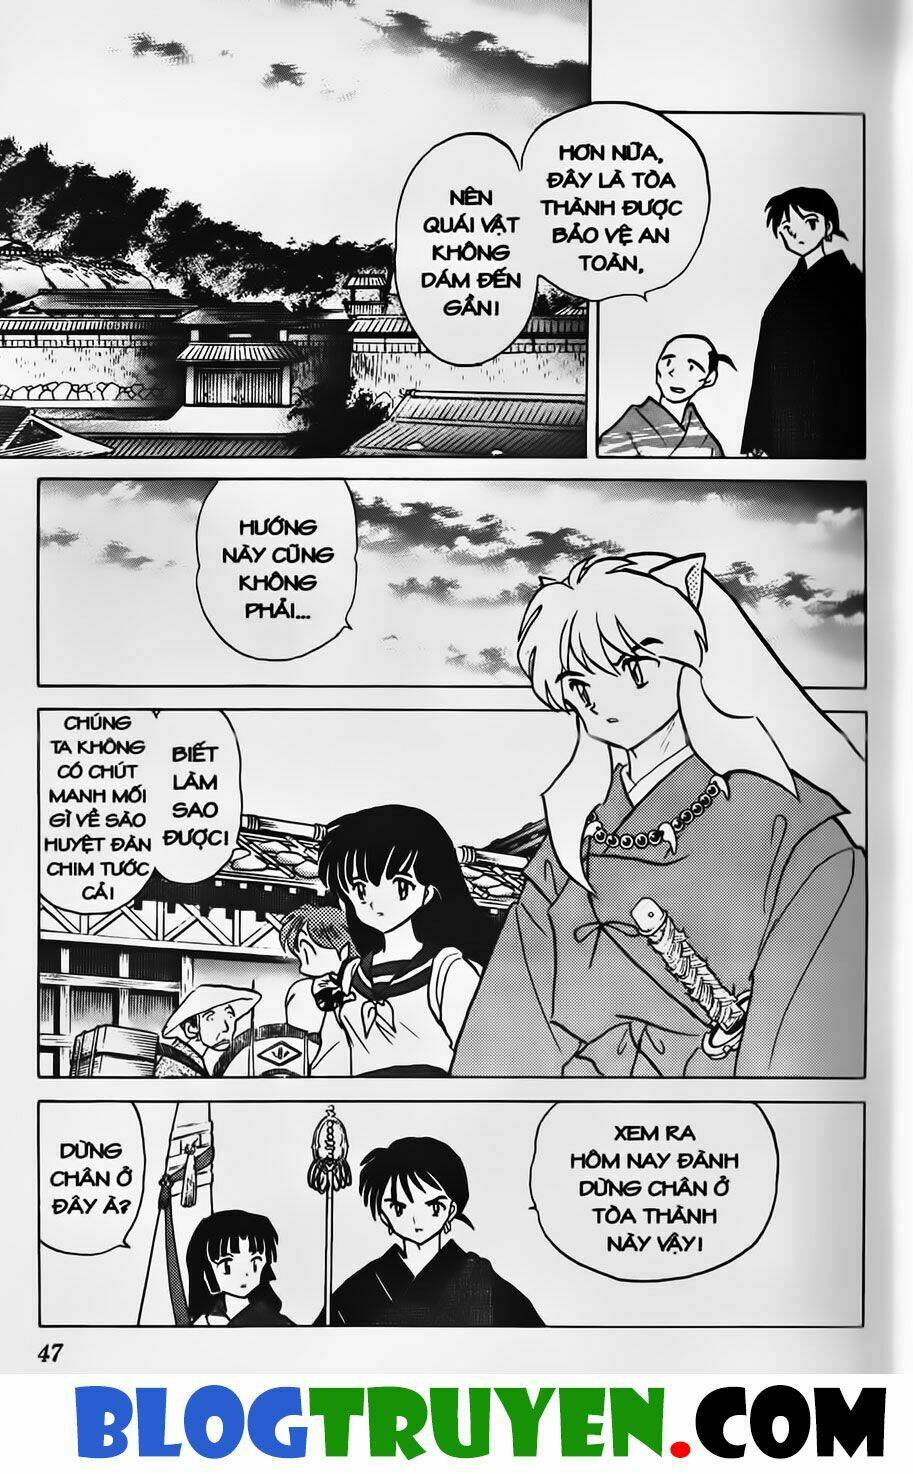 HƠN NỮA,
ĐÂY LÀ TÒA
THÀNH ĐƯỢC
BẢO VỆ AN
TOÀN,
NÊN
QUÁI VẬT
KHÔNG
DÁM ĐẾN
GẦN!
HƯỚNG
NÀY CŨNG
KHÔNG
PHẢI...
BIẾT
LÀM
SAO
ĐƯỢC!
CHÚNG
TA KHÔNG
CÓ CHÚT
MANH MỐI
GÌ VỀ SÀO
HUYỆT ĐÀN
CHIM TƯỚC
CẢ!
XEM RA
HÔM NAY ĐÀNH
DỪNG CHÂN Ở
TÒA THÀNH
NÀY VẬY!
DỪNG
CHÂN Ở
ĐÂY À?
47
BLOGTRUYEN.COM